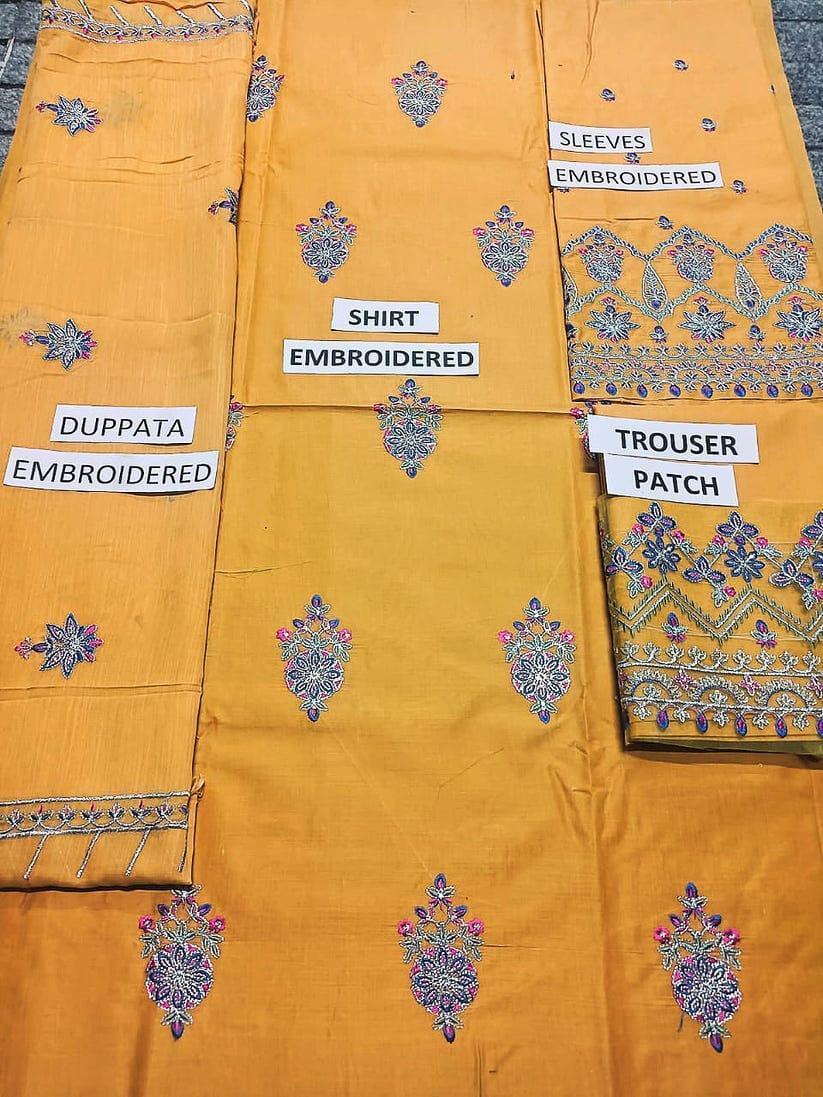 SLEEVES
EMBROIDERED
SHIRT
EMBROIDERED
DUPPATA
EMBROIDERED
TROUSER
PATCH